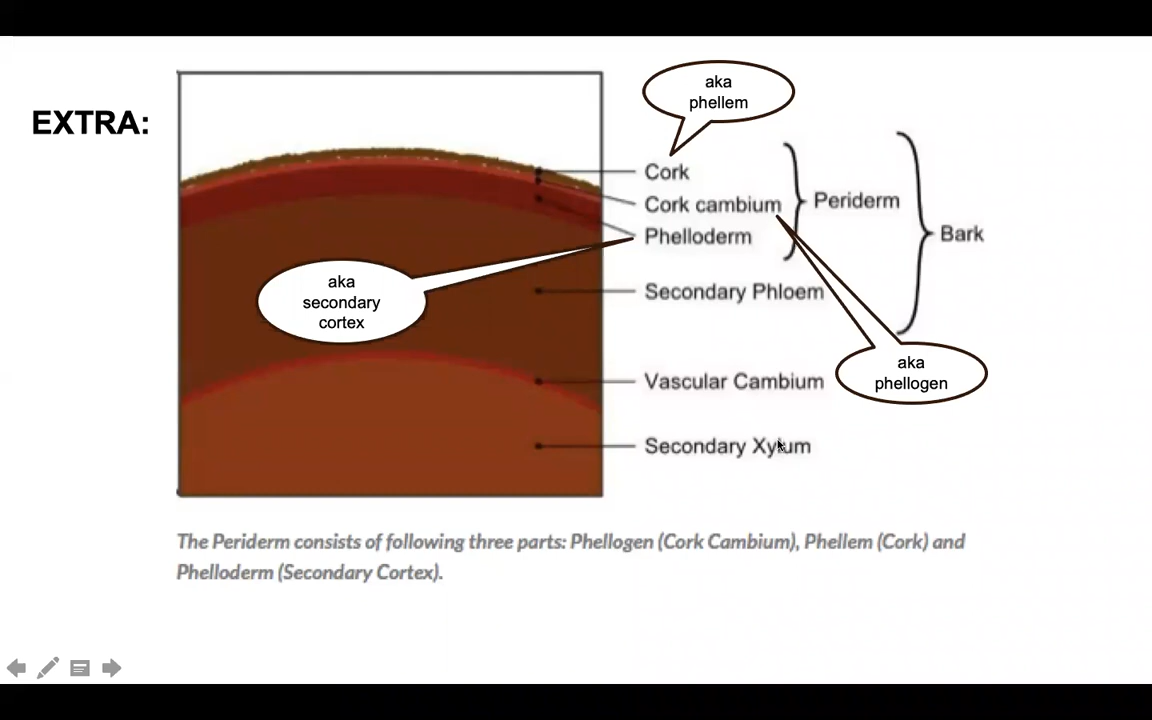 EXTRA:
aka
phellem
Cork
Cork cambium
Periderm
Phelloderm
Bark
aka
secondary
cortex
Secondary Phloem
aka
phellogen
Vascular Cambium
Secondary Xylum
The Periderm consists of following three parts: Phellogen (Cork Cambium), Phellem (Cork) and
Phelloderm (Secondary Cortex).